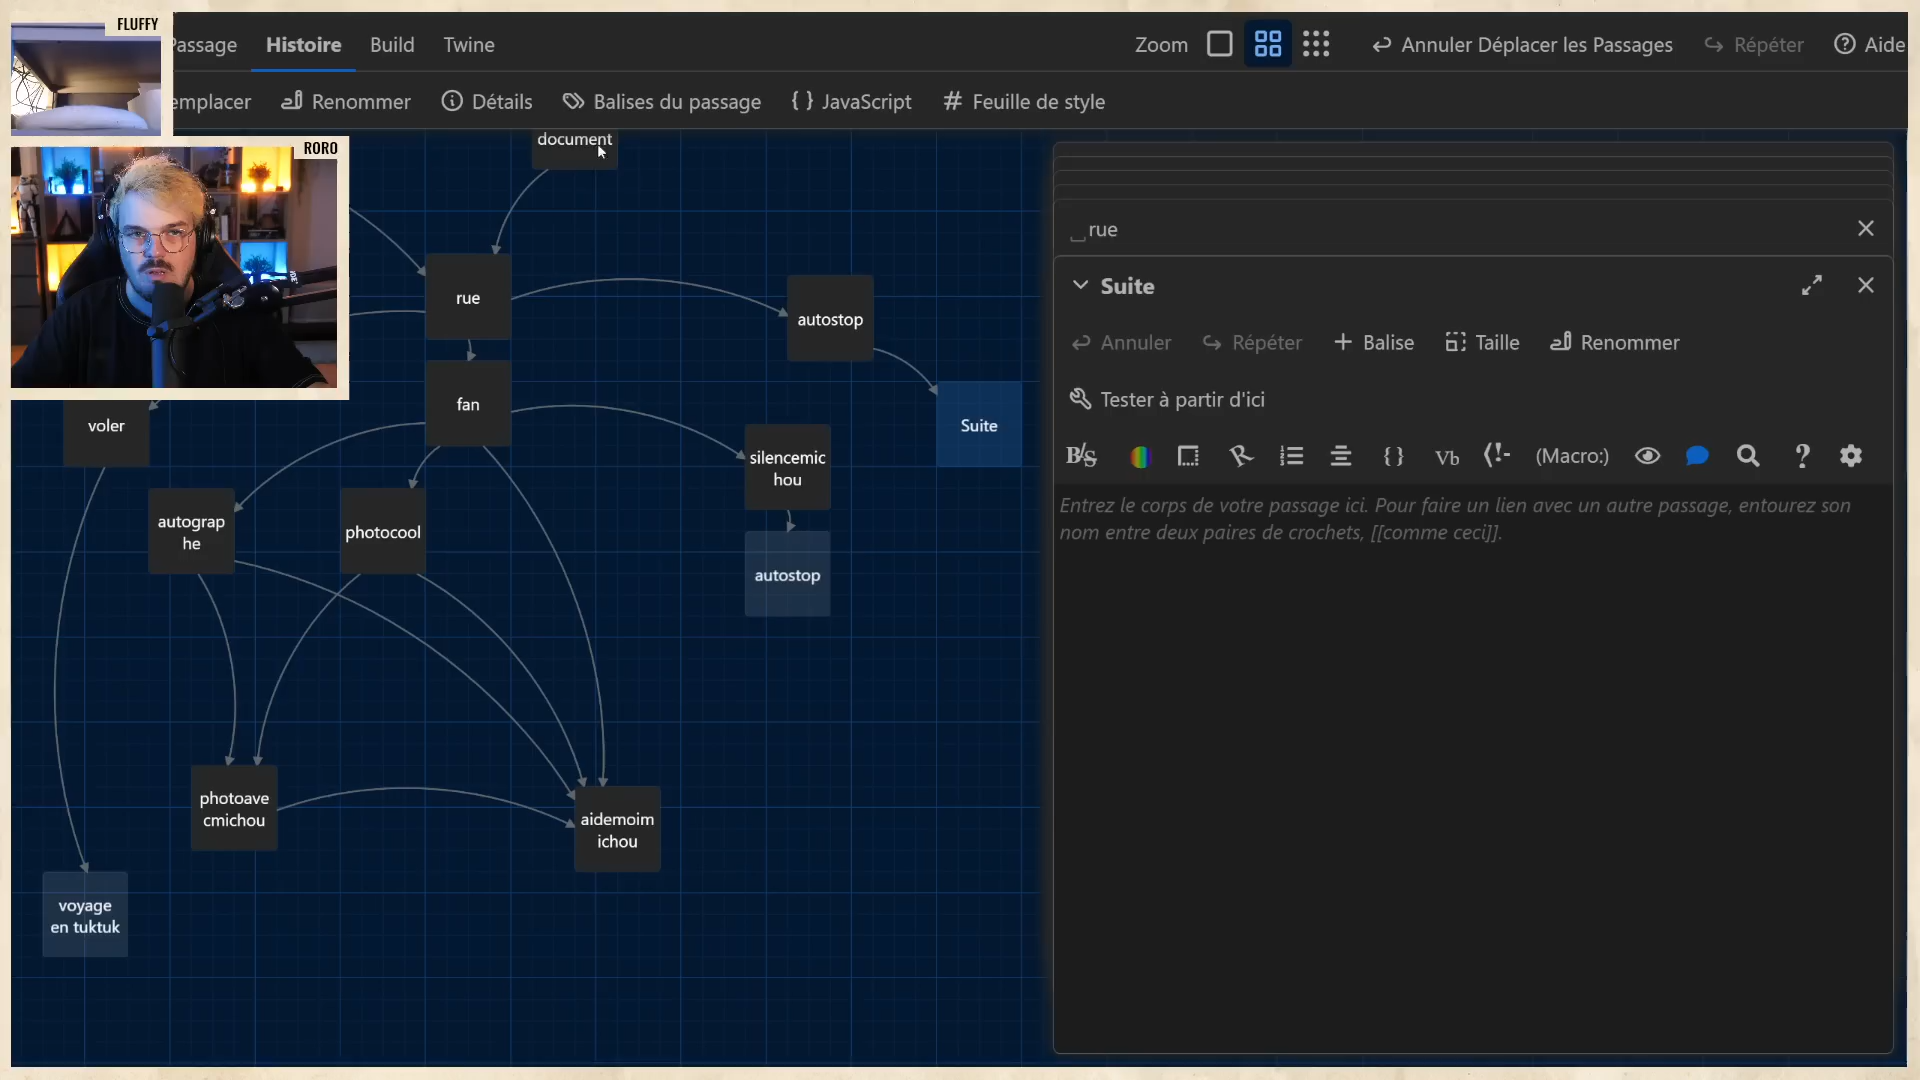 FLUFFY
RORO
Passage
Histoire
Build
Twine
Zoom
Annuler Déplacer les Passages
Répéter
Aide
emplacer
Renommer
Détails
Balises du passage
{ } JavaScript
# Feuille de style
document
rue
autostop
fan
Suite
voler
silencemic
hou
autograp
he
photocool
autostop
photoave
cmichou
aidemoim
ichou
voyage
en tuktuk
rue
Suite
Annuler
Répéter
+ Balise
Taille
Renommer
Tester à partir d'ici
{ }
Vb
(Macro:)
?
Entrez le corps de votre passage ici. Pour faire un lien avec un autre passage, entourez son
nom entre deux paires de crochets, [[comme ceci]].